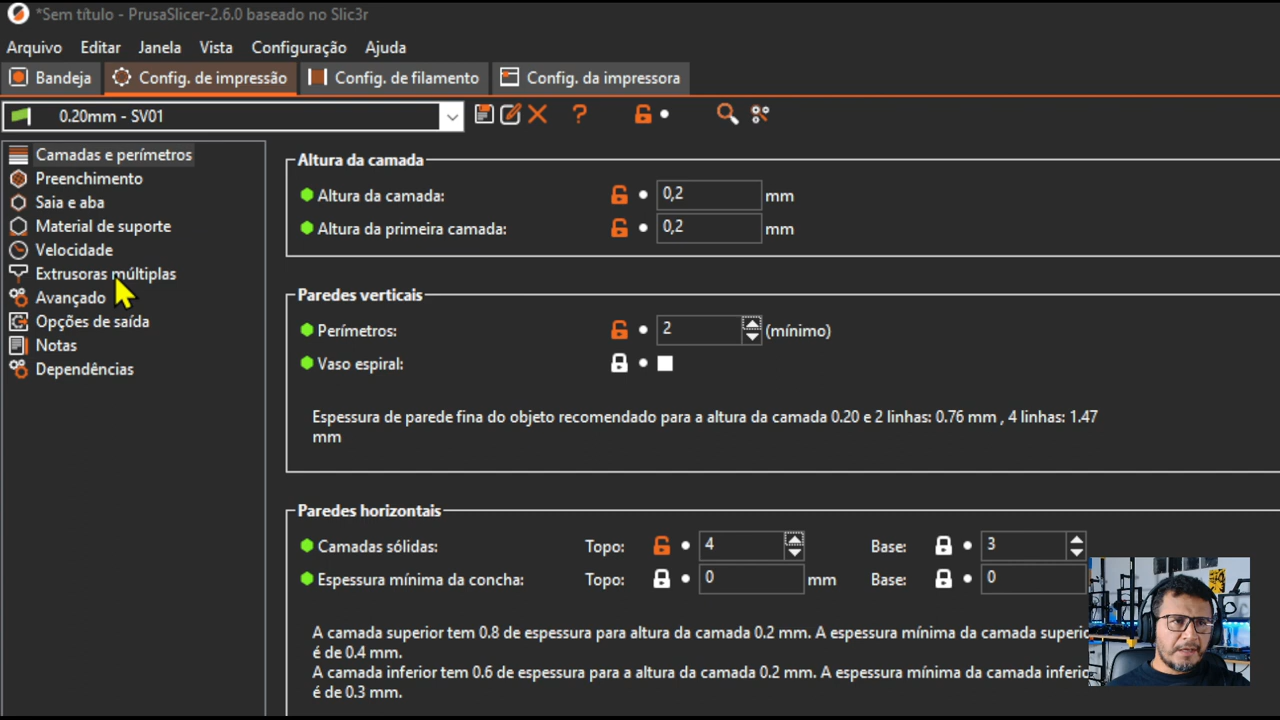 *Sem título - PrusaSlicer-2.6.0 baseado no Slic3r
Arquivo Editar Janela Vista Configuração Ajuda
Bandeja Config. de impressão Config. de filamento Config. da impressora
0.20mm - SV01
Camadas e perímetros
Preenchimento
Saia e aba
Material de suporte
Velocidade
Extrusoras múltiplas
Avançado
Opções de saída
Notas
Dependências
Altura da camada
Altura da camada: 0,2 mm
Altura da primeira camada: 0,2 mm
Paredes verticais
Perímetros: 2 (mínimo)
Vaso espiral:
Espessura de parede fina do objeto recomendado para a altura da camada 0.20 e 2 linhas: 0.76 mm , 4 linhas: 1.47
mm
Paredes horizontais
Camadas sólidas: Topo: 4 Base: 3
Espessura mínima da concha: Topo: 0 mm Base: 0
A camada superior tem 0.8 de espessura para altura da camada 0.2 mm. A espessura mínima da camada superio
é de 0.4 mm.
A camada inferior tem 0.6 de espessura para a altura da camada 0.2 mm. A espessura mínima da camada inferio
é de 0.3 mm.